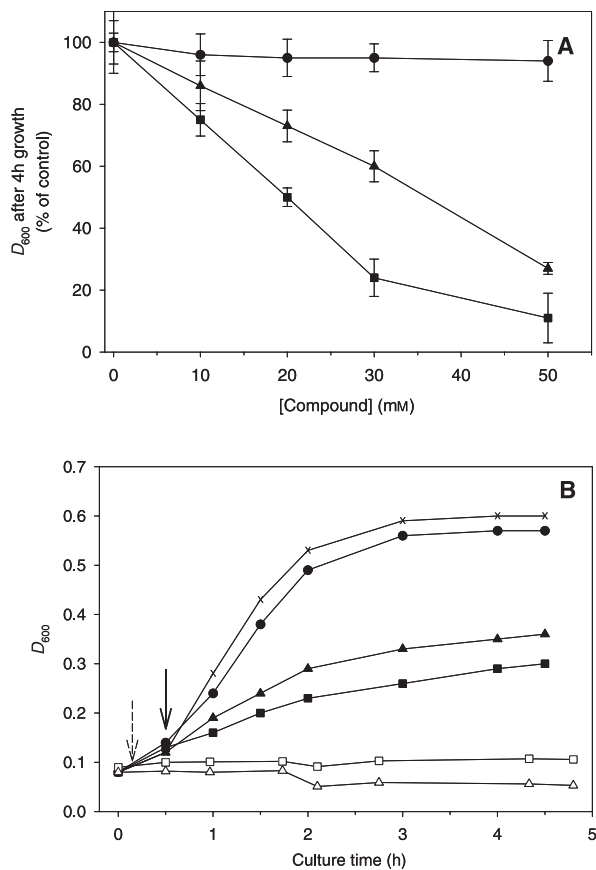 A
100
80
60
40
20
0
D600 after 4h growth
(% of control)
0 10 20 30 40 50
[Compound] (mM)
B
0.7
0.6
0.5
0.4
0.3
0.2
0.1
0.0
D600
0 1 2 3 4 5
Culture time (h)